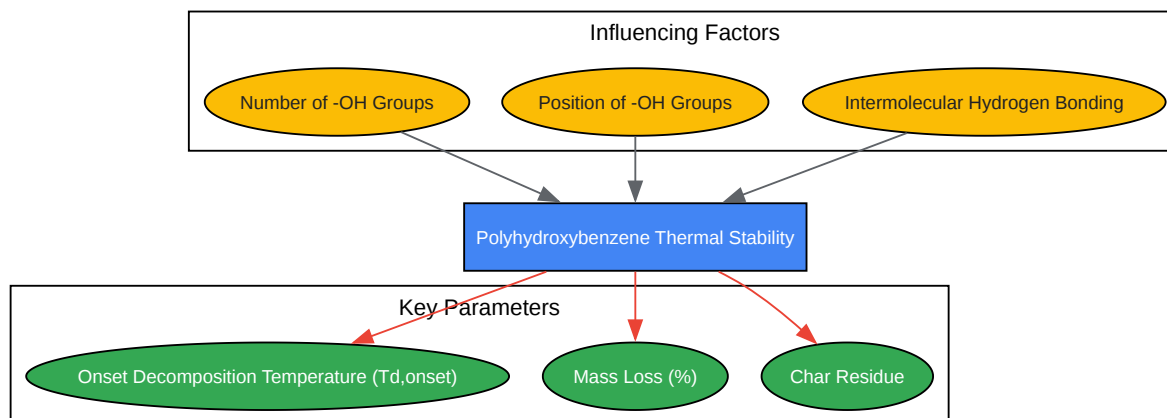 Influencing Factors
Number of -OH Groups
Position of -OH Groups
Intermolecular Hydrogen Bonding
Polyhydroxybenzene Thermal Stability
Key Parameters
Onset Decomposition Temperature (Td,onset)
Mass Loss (%)
Char Residue